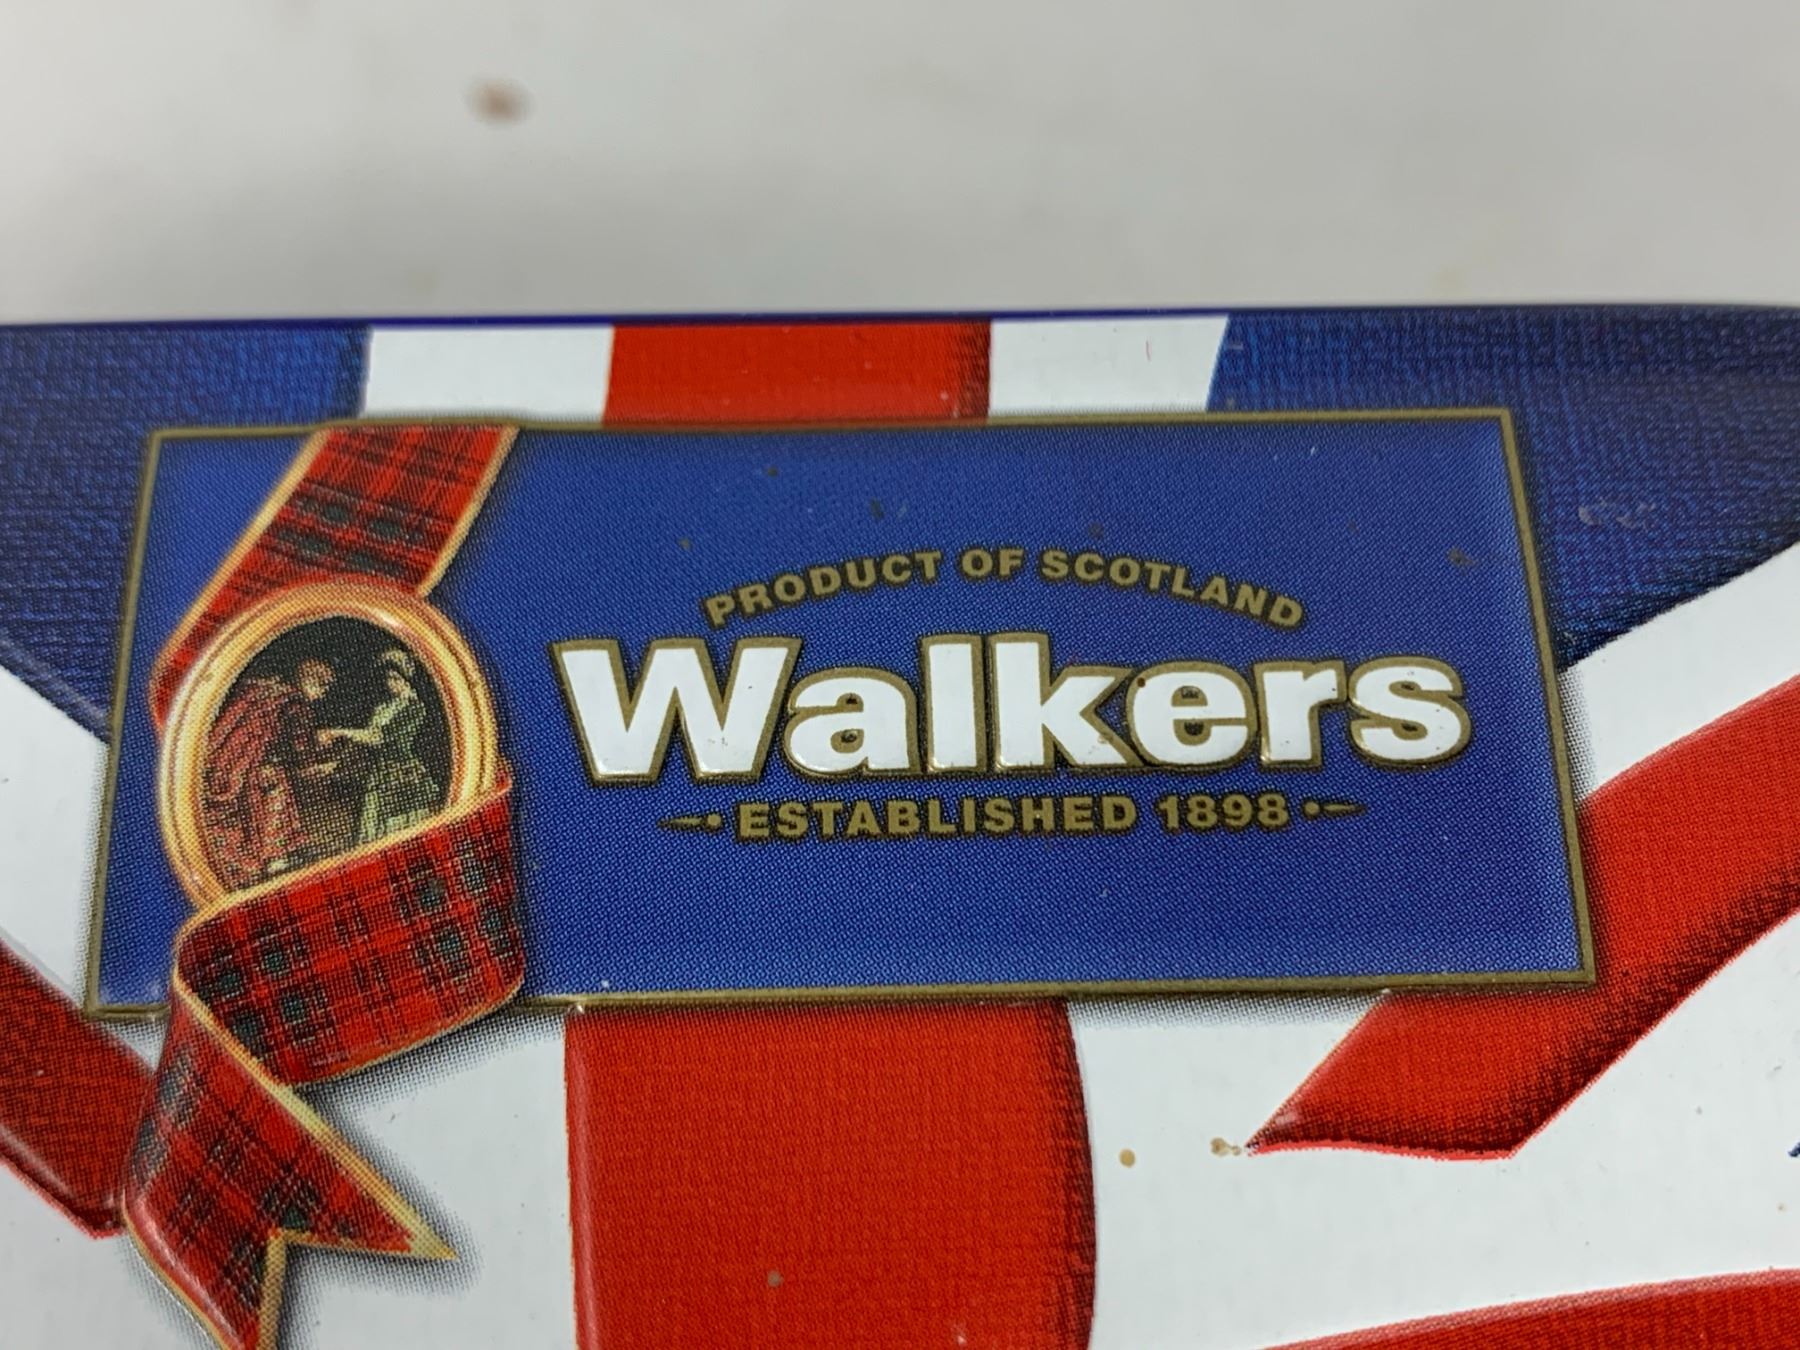 PRODUCT OF SCOTLAND
Walkers
ESTABLISHED 1898